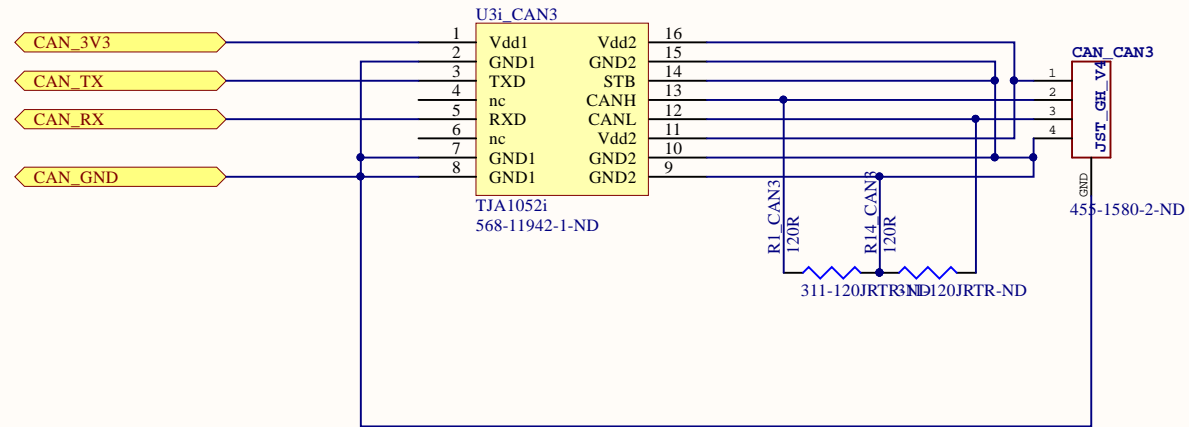 U3i_CAN3
CAN_3V3
CAN_TX
CAN_RX
CAN_GND
1 Vdd1 Vdd2 16
2 GND1 GND2 15
3 TXD STB 14
4 nc CANH 13
5 RXD CANL 12
6 nc Vdd2 11
7 GND1 GND2 10
8 GND1 GND2 9
TJA1052i
568-11942-1-ND
CAN_CAN3
1
2
3
4
JST_GH_V4
GND
455-1580-2-ND
R1_CAN3
120R
R14_CAN3
120R
311-120JRTR-ND
311-120JRTR-ND